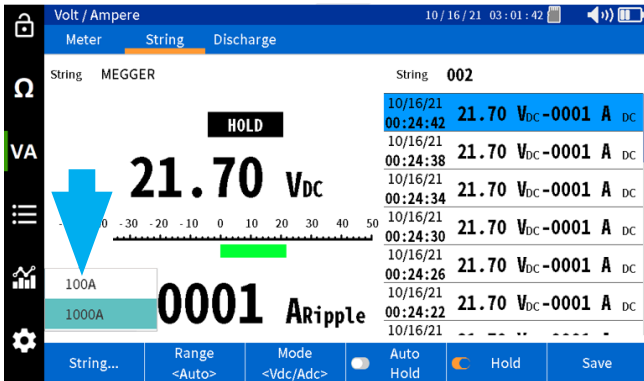 Volt / Ampere
10/16/21 03:01:42
Meter String Discharge
String MEGGER
HOLD
21.70 VDC
-30 -20 -10 0 10 20 30 40 50
100A
1000A
0001 ARipple
String 002
10/16/21
00:24:42 21.70 VDC-0001 A DC
10/16/21
00:24:38 21.70 VDC-0001 A DC
10/16/21
00:24:34 21.70 VDC-0001 A DC
10/16/21
00:24:30 21.70 VDC-0001 A DC
10/16/21
00:24:26 21.70 VDC-0001 A DC
10/16/21
00:24:22 21.70 VDC-0001 A DC
10/16/21
Ω
VA
String...
Range
<Auto>
Mode
<Vdc/Adc>
Auto
Hold
Hold
Save